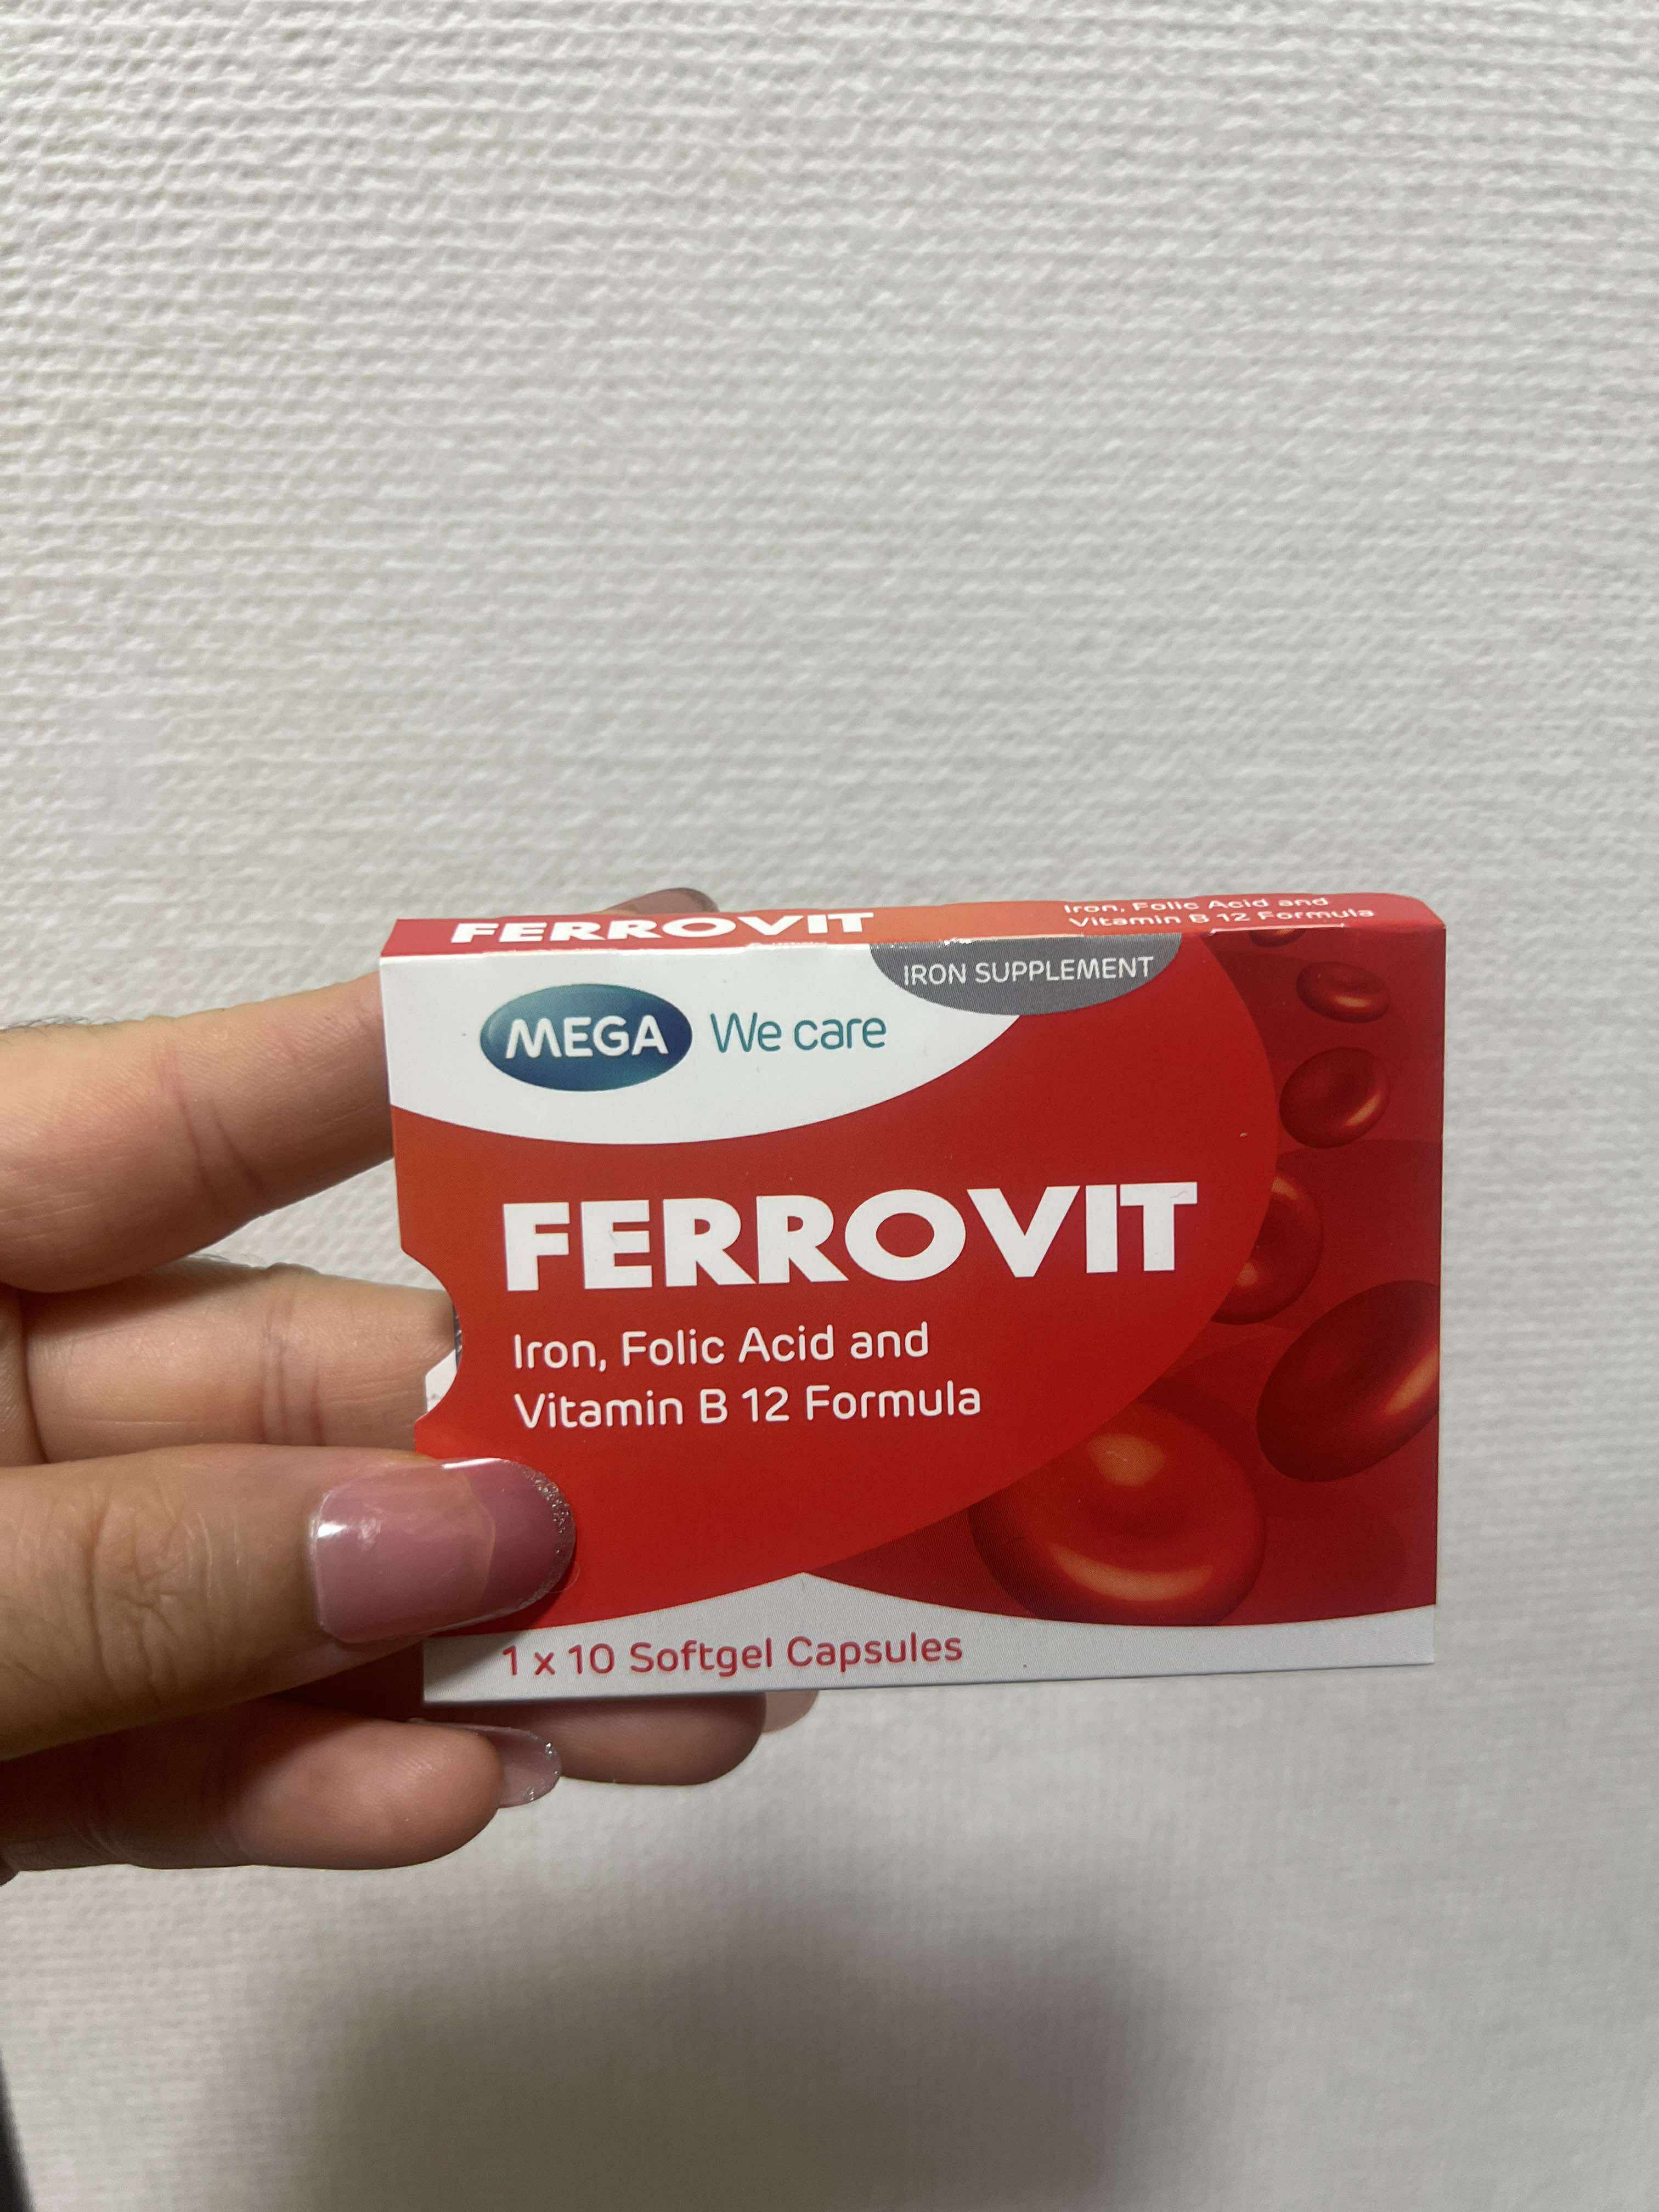 FERROVIT
Iron, Folic Acid and
Vitamin B 12 Formula
IRON SUPPLEMENT
MEGA We care
FERROVIT
Iron, Folic Acid and
Vitamin B 12 Formula
1 x 10 Softgel Capsules